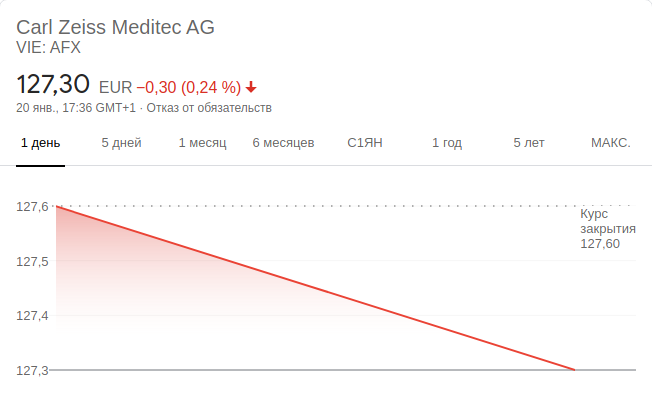 Carl Zeiss Meditec AG
VIE: AFX
127,30 EUR −0,30 (0,24 %)
20 янв., 17:36 GMT+1 · Отказ от обязательств
1 день 5 дней 1 месяц 6 месяцев С1ЯН 1 год 5 лет МАКС.
127,6
Курс
закрытия
127,60
127,5
127,4
127,3